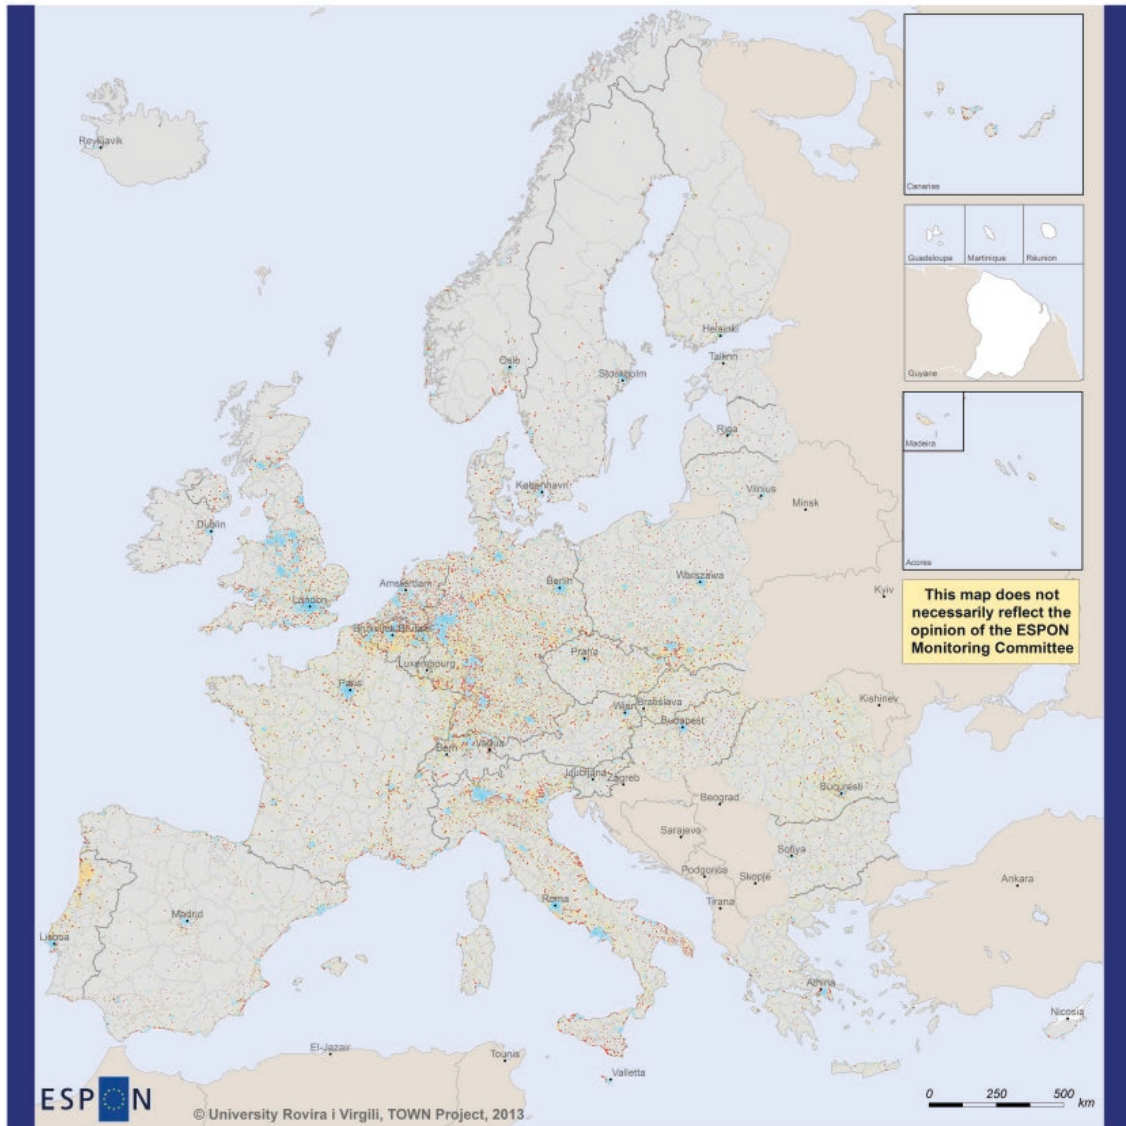 Reykjavik
Canarias
Guadeloupe
Martinique
Réunion
Guyane
Helsinki
Tallinn
Oslo
Stockholm
Riga
Madeira
København
Vilnius
Minsk
Dublin
Acores
Amsterdam
Berlin
Warszawa
Kyiv
London
This map does not
necessarily reflect the
opinion of the ESPON
Monitoring Committee
Praha
Luxembourg
Paris
Kishinev
Wien
Bratislava
Budapest
Bern
Vaduz
Ljubljana
Zagreb
Bucuresti
Beograd
Sarajevo
Sofiya
Podgorica
Skopje
Ankara
Tirana
Roma
Madrid
Lisboa
Athina
Nicosia
El-Jazair
Tounis
Valletta
ESPON
© University Rovira i Virgili, TOWN Project, 2013
0 250 500
km